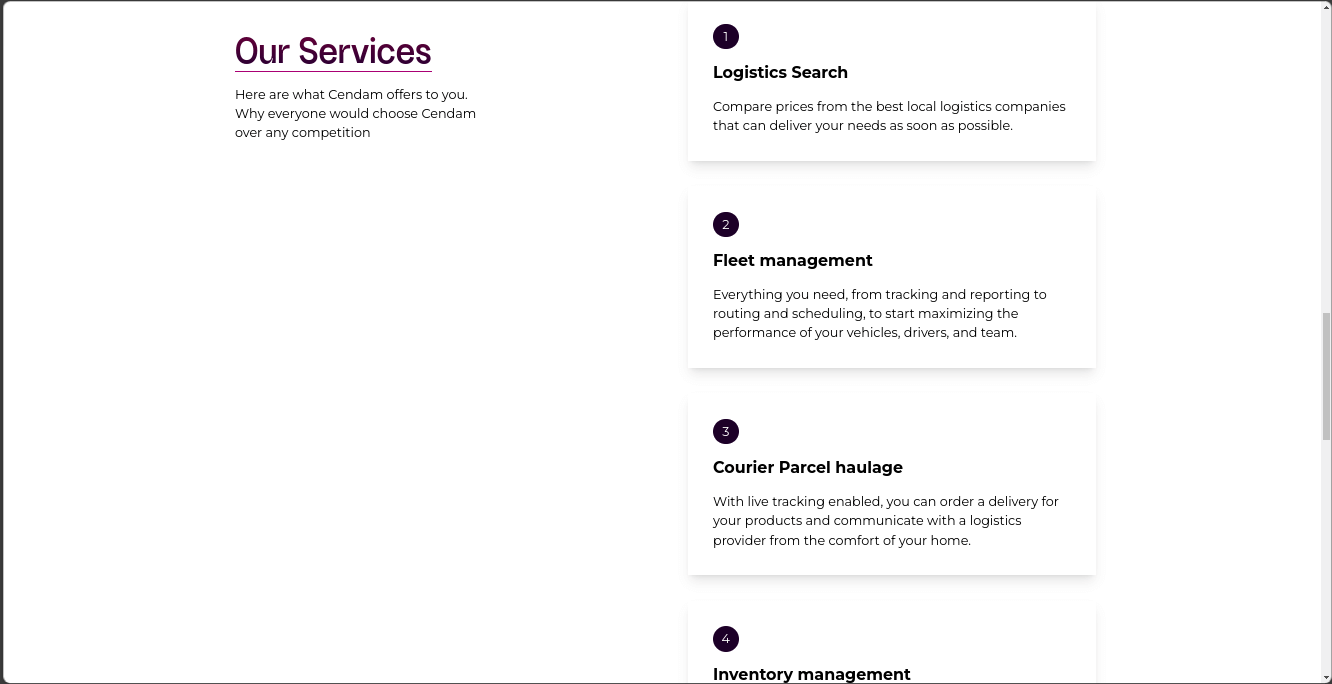 Our Services
Here are what Cendam offers to you.
Why everyone would choose Cendam
over any competition
1
Logistics Search
Compare prices from the best local logistics companies
that can deliver your needs as soon as possible.
2
Fleet management
Everything you need, from tracking and reporting to
routing and scheduling, to start maximizing the
performance of your vehicles, drivers, and team.
3
Courier Parcel haulage
With live tracking enabled, you can order a delivery for
your products and communicate with a logistics
provider from the comfort of your home.
4
Inventory management